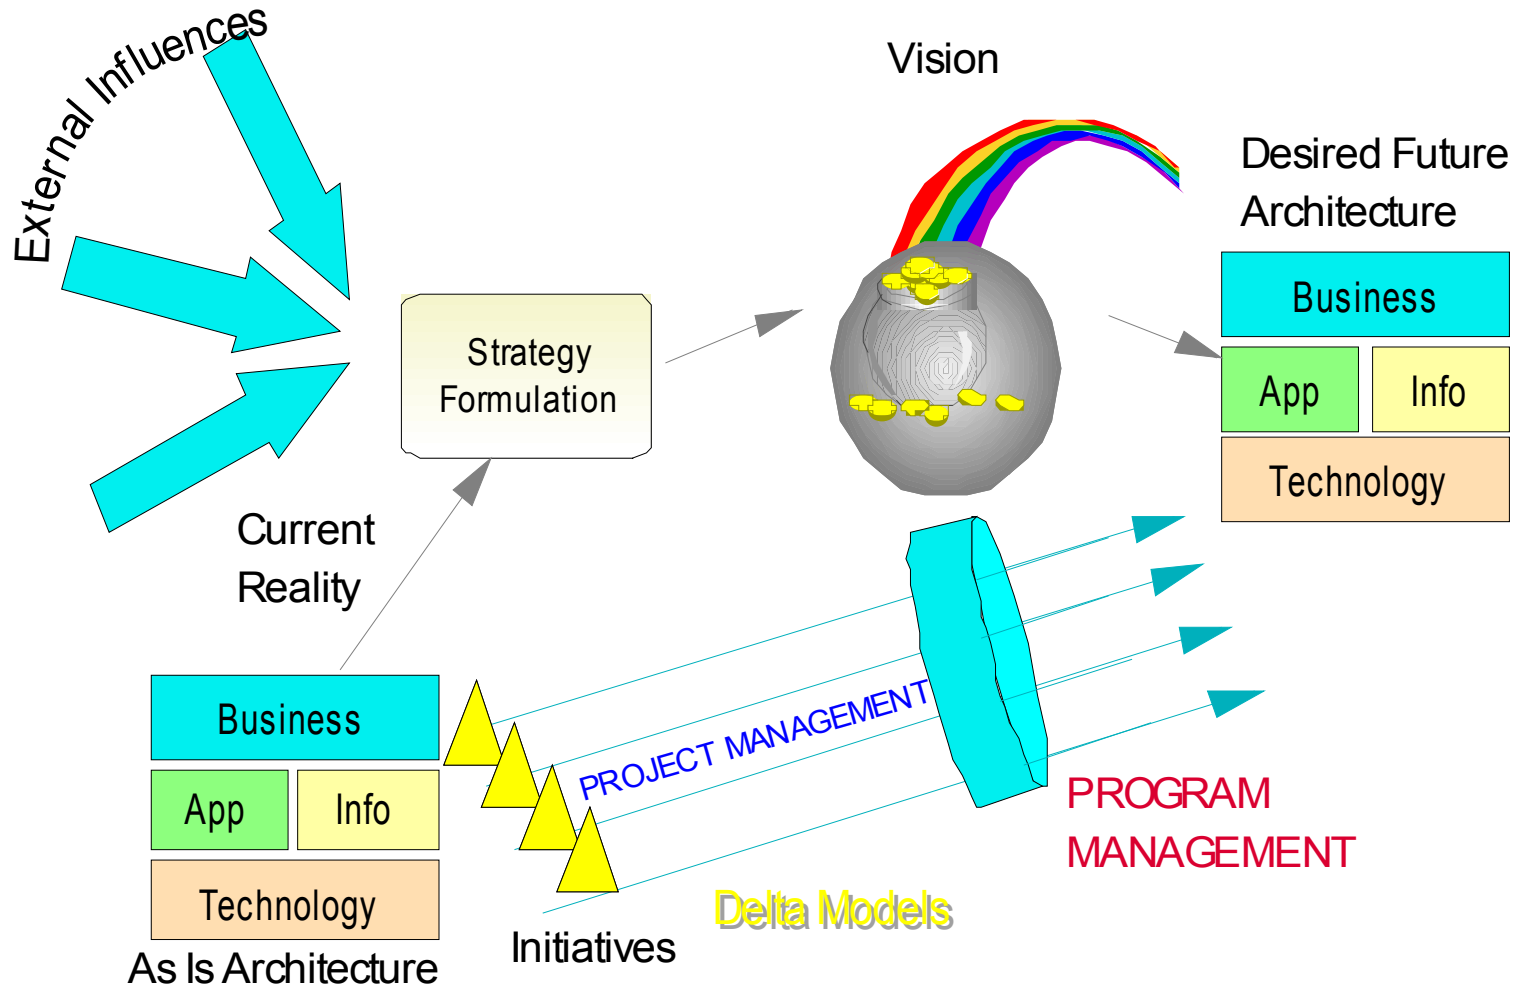 External Influences
Vision
Desired Future
Architecture
Business
App
Info
Technology
Strategy
Formulation
Current
Reality
Business
App
Info
Technology
As Is Architecture
PROJECT MANAGEMENT
PROGRAM
MANAGEMENT
Delta Models
Initiatives